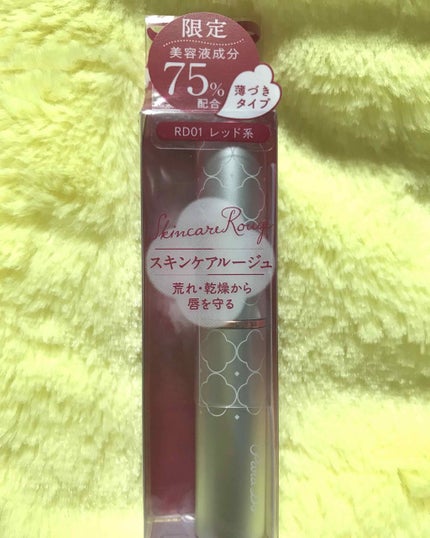 限定
美容液成分
75%
配合
薄づき
タイプ
RD01 レッド系
Skincare Rouge
スキンケアルージュ
荒れ・乾燥から
唇を守る